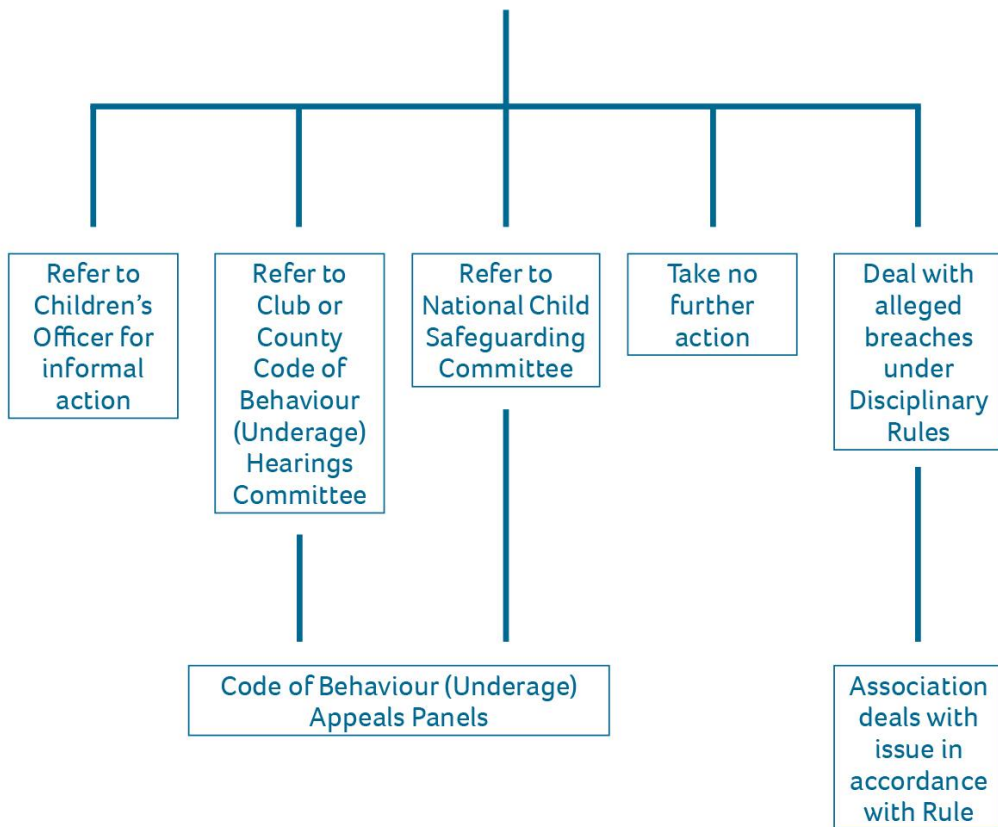 Refer to
Children's
Officer for
informal
action
Refer to
Club or
County
Code of
Behaviour
(Underage)
Hearings
Committee
Refer to
National Child
Safeguarding
Committee
Take no
further
action
Deal with
alleged
breaches
under
Disciplinary
Rules
Code of Behaviour (Underage)
Appeals Panels
Association
deals with
issue in
accordance
with Rule